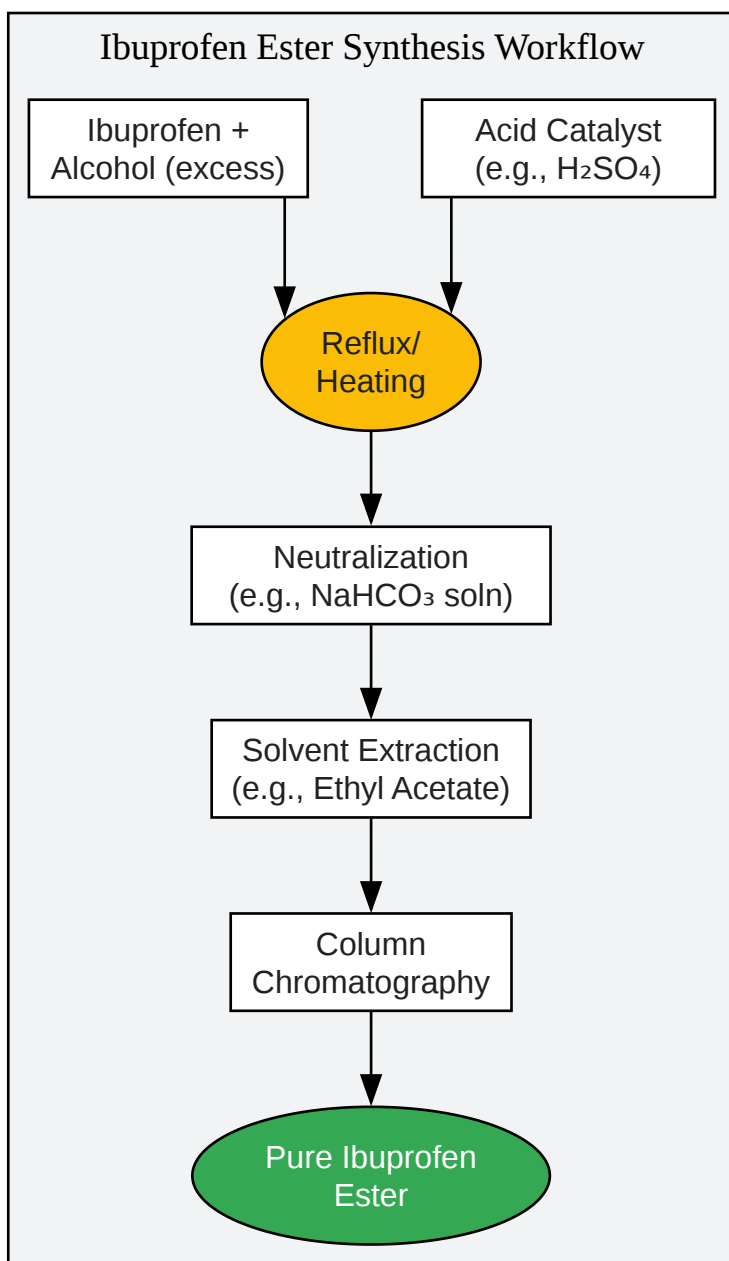 Ibuprofen Ester Synthesis Workflow
Ibuprofen +
Alcohol (excess)
Acid Catalyst
(e.g., H₂SO₄)
Reflux/
Heating
Neutralization
(e.g., NaHCO₃ soln)
Solvent Extraction
(e.g., Ethyl Acetate)
Column
Chromatography
Pure Ibuprofen
Ester